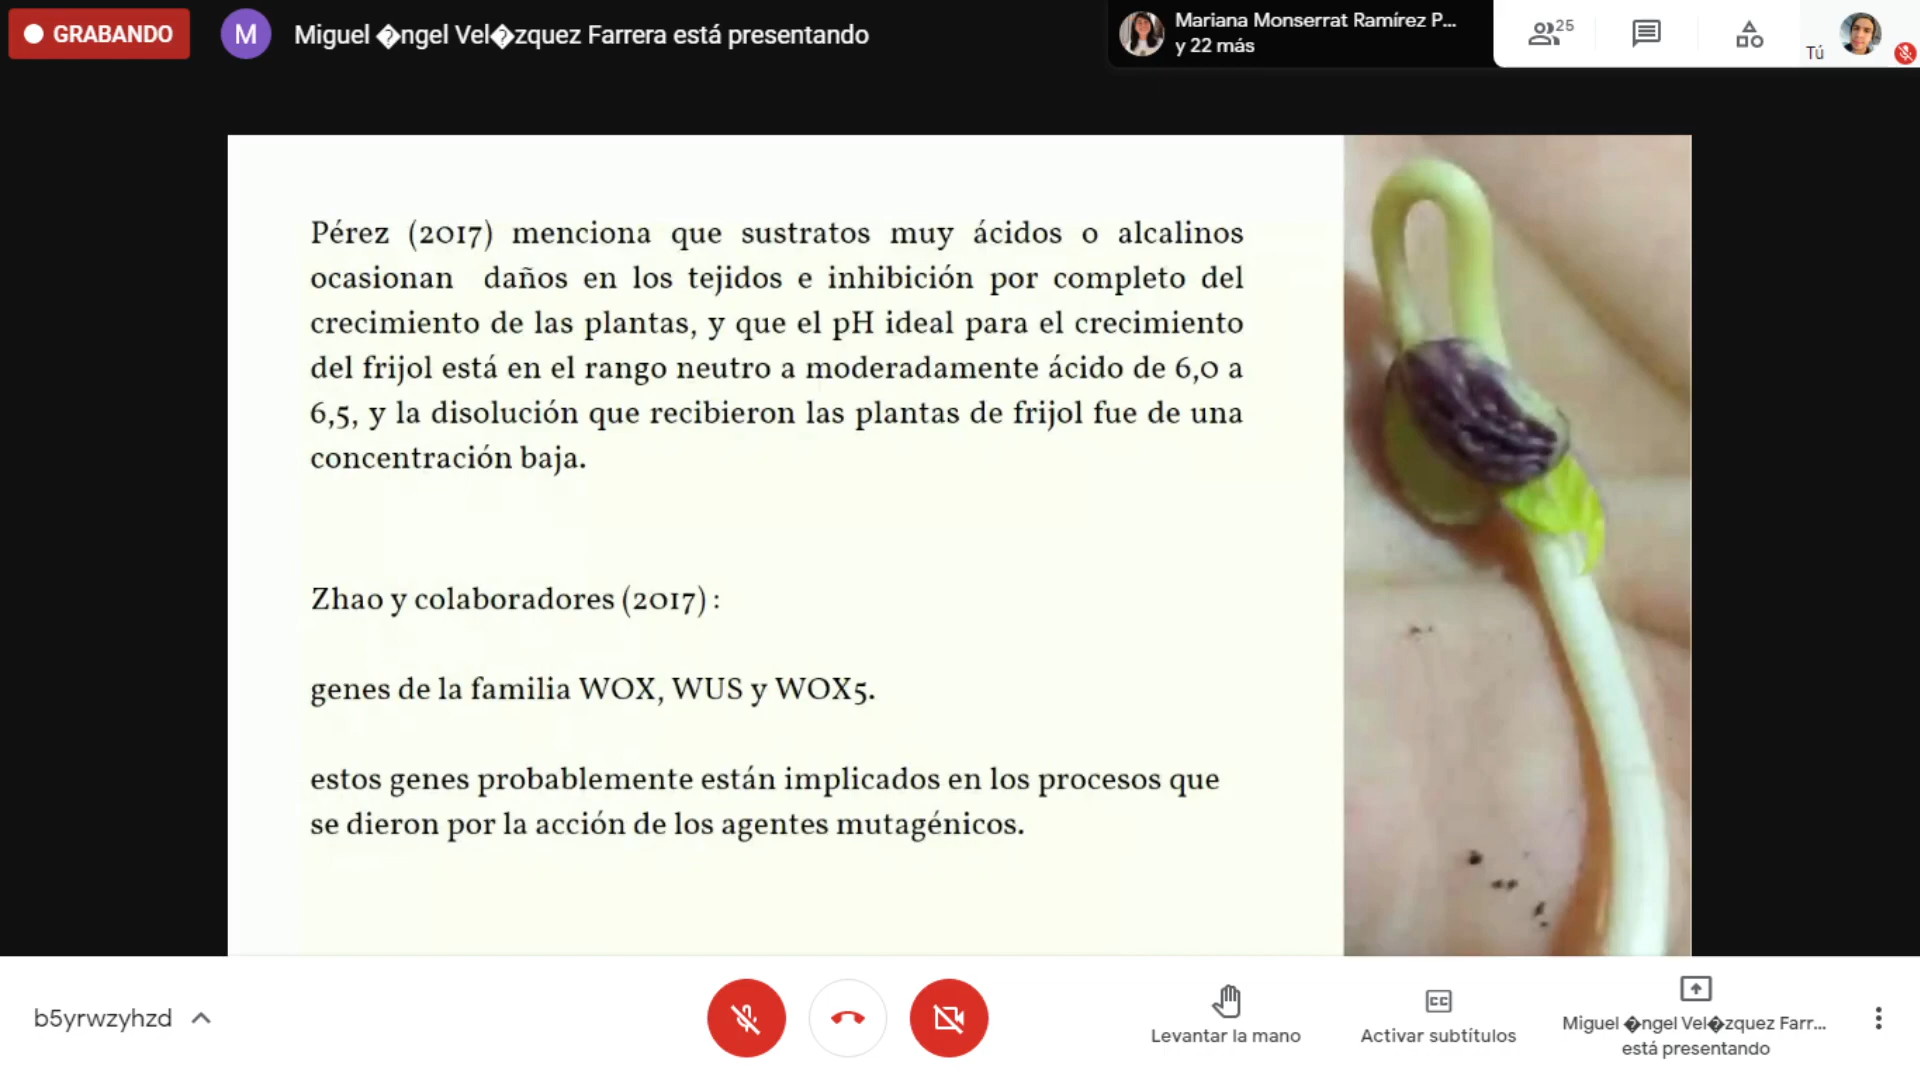 GRABANDO
M
Miguel �ngel Vel�zquez Farrera está presentando
Mariana Monserrat Ramírez P...
y 22 más
25
Tú
Pérez (2017) menciona que sustratos muy ácidos o alcalinos
ocasionan daños en los tejidos e inhibición por completo del
crecimiento de las plantas, y que el pH ideal para el crecimiento
del frijol está en el rango neutro a moderadamente ácido de 6,0 a
6,5, y la disolución que recibieron las plantas de frijol fue de una
concentración baja.
Zhao y colaboradores (2017) :
genes de la familia WOX, WUS y WOX5.
estos genes probablemente están implicados en los procesos que
se dieron por la acción de los agentes mutagénicos.
b5yrwzyhzd
Levantar la mano
CC
Activar subtítulos
Miguel �ngel Vel�zquez Farr...
está presentando